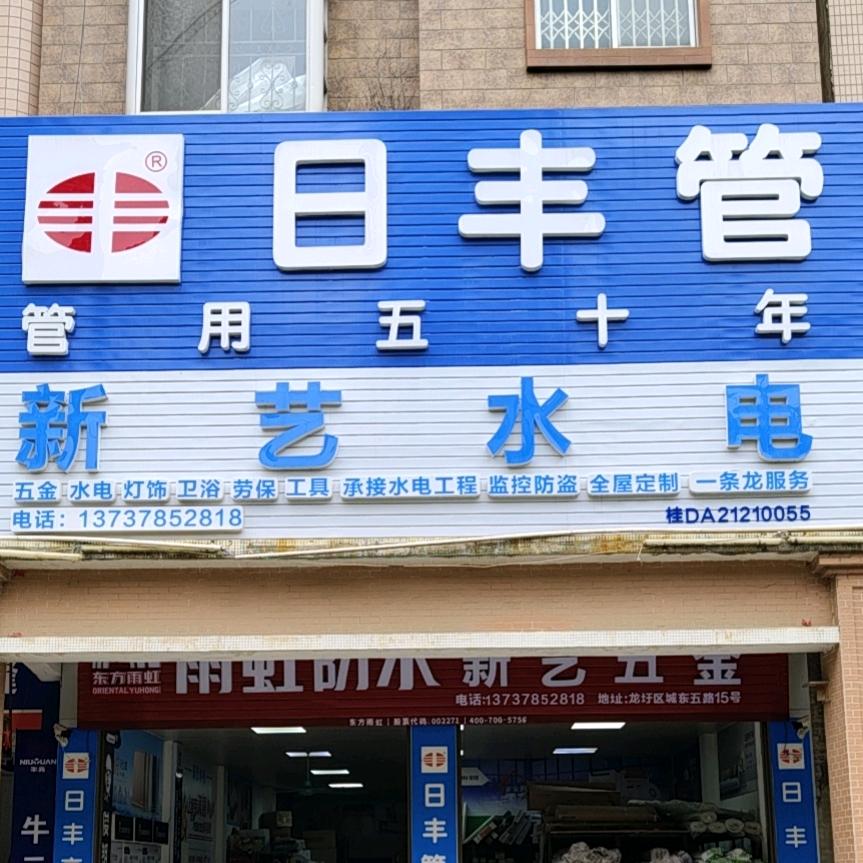 ®
日丰管
管用五十年
新艺水电
五金 水电 灯饰 卫浴 劳保 工具 承接水电工程 监控防盗 全屋定制 一条龙服务
电话：13737852818
桂DA21210055
东方雨虹
ORIENTAL YUHONG
雨虹防水 新艺五金
电话:13737852818 地址:龙圩区城东五路15号
东方雨虹 | 股票代码:002271 | 400-700-5756
日丰管
日丰管
日丰
牛